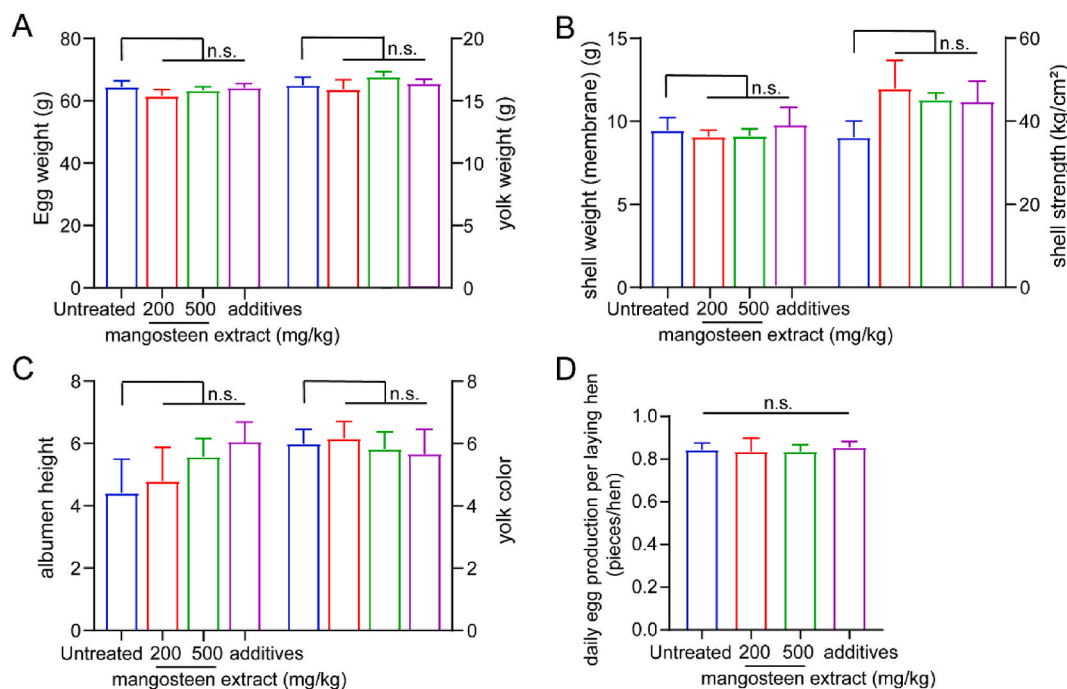 A
Egg weight (g)
80
60
40
20
0
n.s.
n.s.
20
15
10
5
0
yolk weight (g)
Untreated 200 500 additives
mangosteen extract (mg/kg)
B
shell weight (membrane) (g)
15
10
5
0
n.s.
n.s.
60
40
20
0
shell strength (kg/cm²)
Untreated 200 500 additives
mangosteen extract (mg/kg)
C
albumen height
8
6
4
2
0
n.s.
n.s.
8
6
4
2
0
yolk color
Untreated 200 500 additives
mangosteen extract (mg/kg)
D
daily egg production per laying hen
(pieces/hen)
1.0
0.8
0.6
0.4
0.2
0.0
n.s.
Untreated 200 500 additives
mangosteen extract (mg/kg)